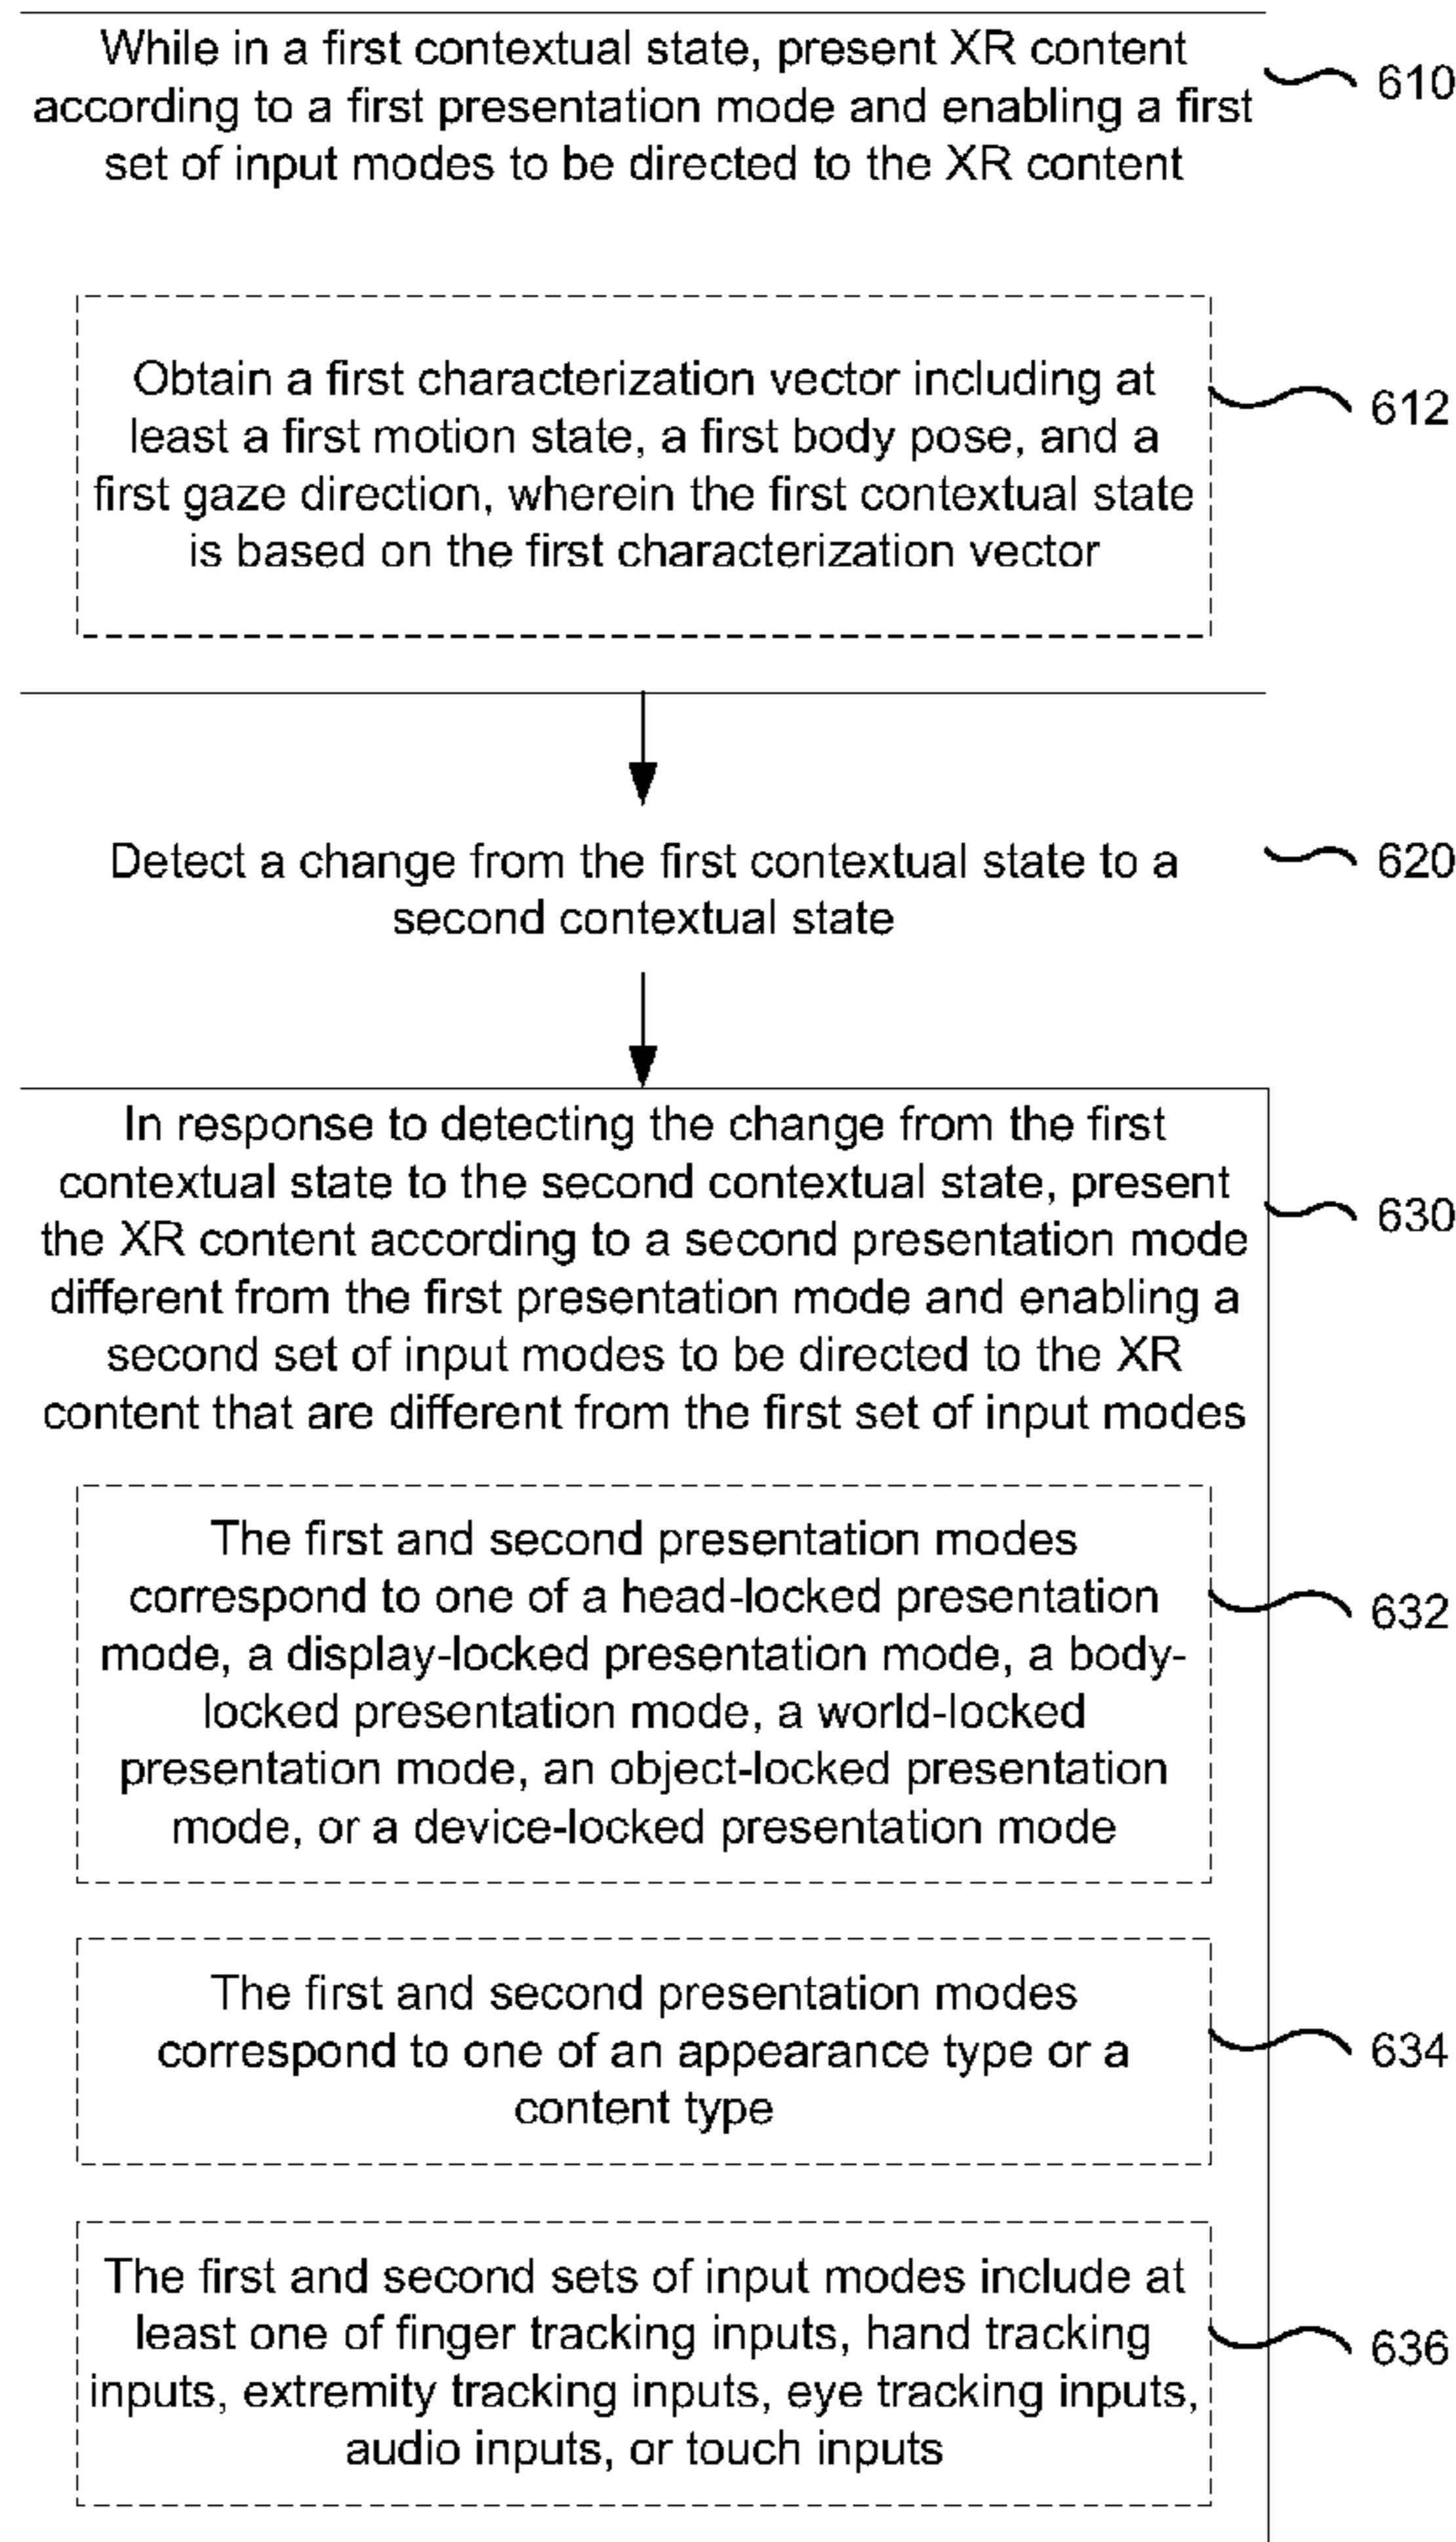 While in a first contextual state, present XR content
according to a first presentation mode and enabling a first
set of input modes to be directed to the XR content
610
Obtain a first characterization vector including at
least a first motion state, a first body pose, and a
first gaze direction, wherein the first contextual state
is based on the first characterization vector
612
Detect a change from the first contextual state to a
second contextual state
620
In response to detecting the change from the first
contextual state to the second contextual state, present
the XR content according to a second presentation mode
different from the first presentation mode and enabling a
second set of input modes to be directed to the XR
content that are different from the first set of input modes
630
The first and second presentation modes
correspond to one of a head-locked presentation
mode, a display-locked presentation mode, a body-
locked presentation mode, a world-locked
presentation mode, an object-locked presentation
mode, or a device-locked presentation mode
632
The first and second presentation modes
correspond to one of an appearance type or a
content type
634
The first and second sets of input modes include at
least one of finger tracking inputs, hand tracking
inputs, extremity tracking inputs, eye tracking inputs,
audio inputs, or touch inputs
636